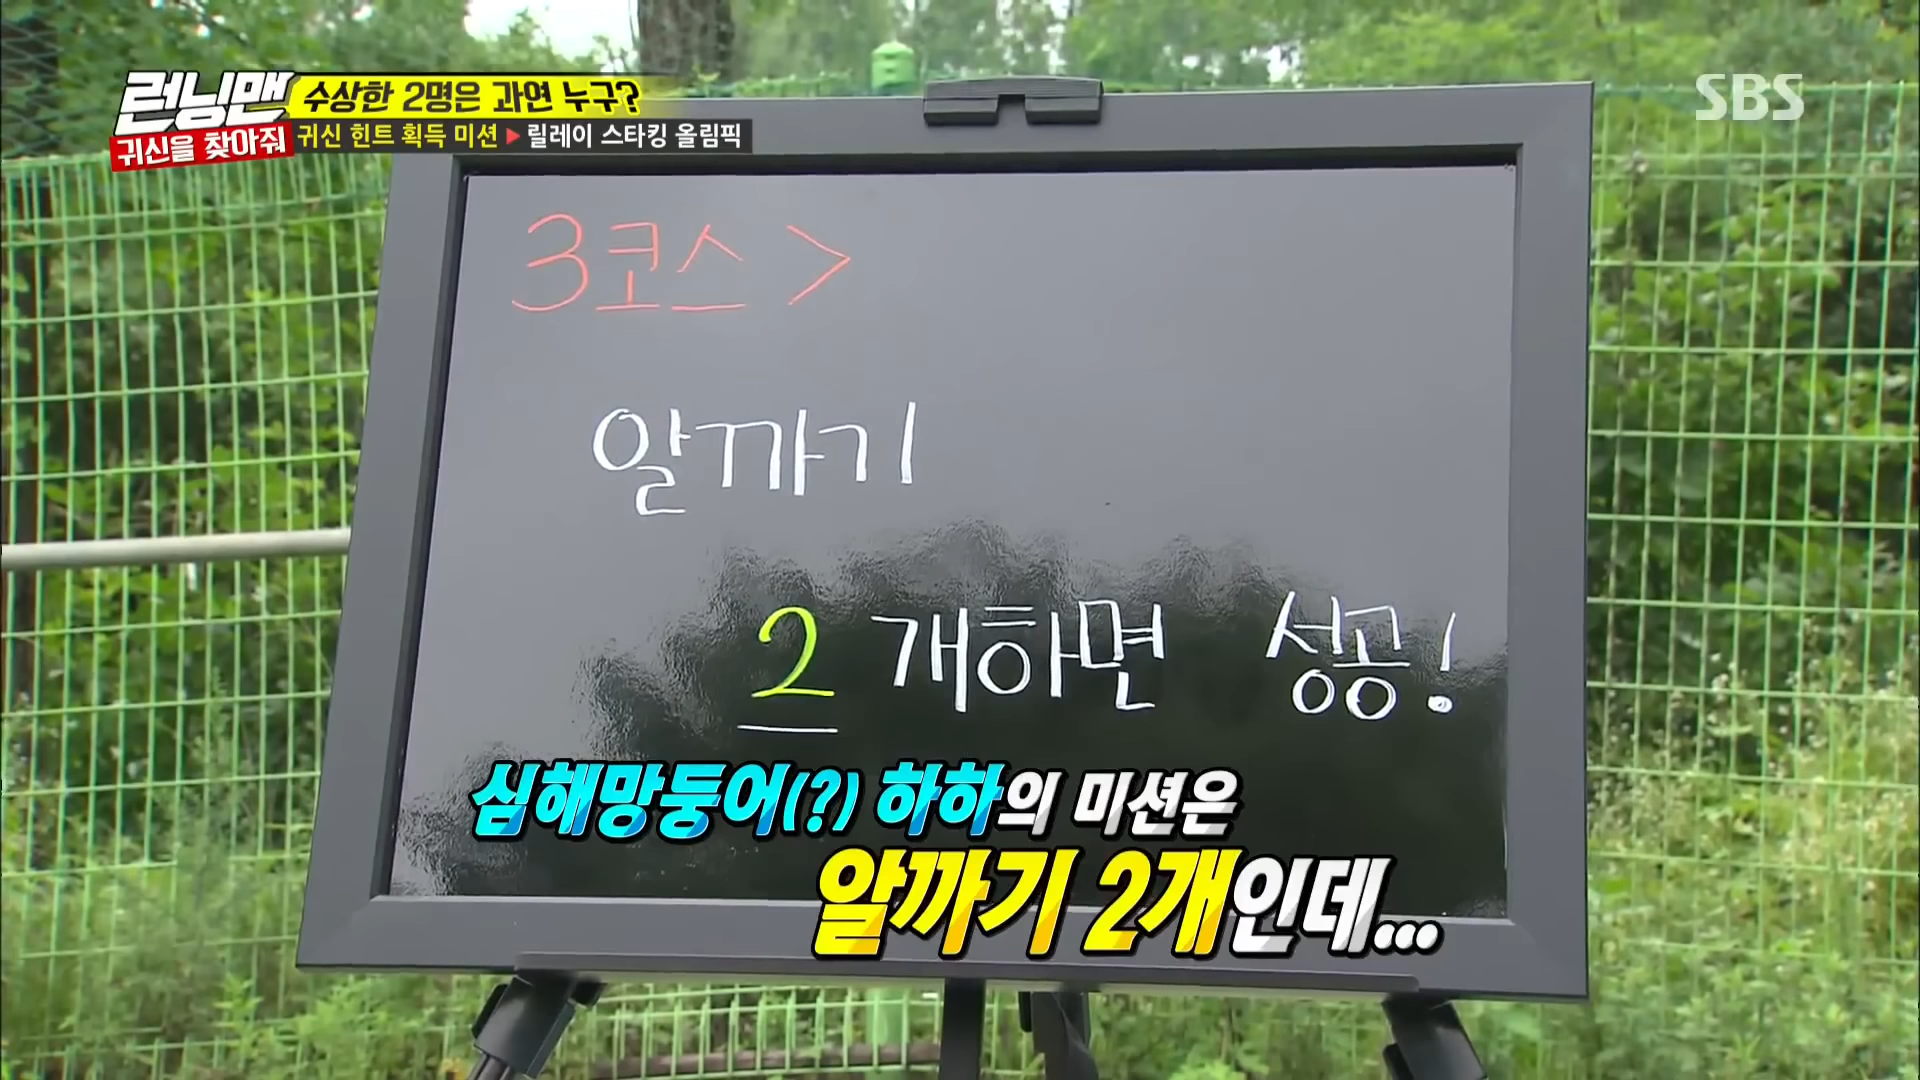 런닝맨 수상한 2명은 과연 누구?
귀신을 찾아줘 귀신 힌트 획득 미션 ▶ 릴레이 스타킹 올림픽
SBS
3코스 >
알까기
2 개하면 성공!
심해망둥어(?) 하하의 미션은
알까기 2개인데...